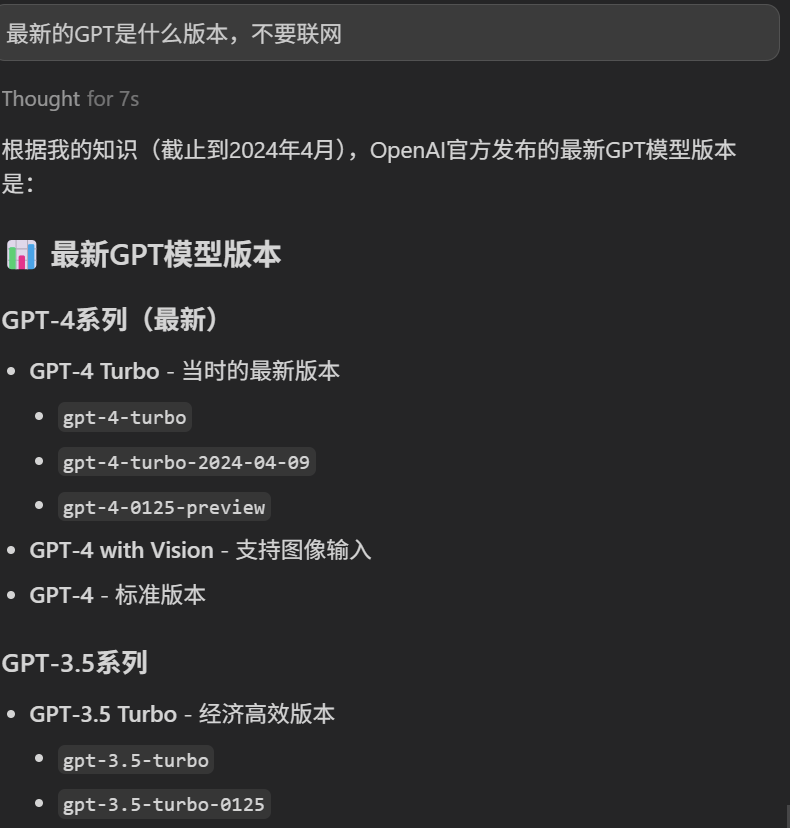 最新的GPT是什么版本，不要联网
Thought for 7s
根据我的知识（截止到2024年4月），OpenAI官方发布的最新GPT模型版本
是：
📊 最新GPT模型版本
GPT-4系列（最新）
• GPT-4 Turbo - 当时的最新版本
• gpt-4-turbo
• gpt-4-turbo-2024-04-09
• gpt-4-0125-preview
• GPT-4 with Vision - 支持图像输入
• GPT-4 - 标准版本
GPT-3.5系列
• GPT-3.5 Turbo - 经济高效版本
• gpt-3.5-turbo
• gpt-3.5-turbo-0125